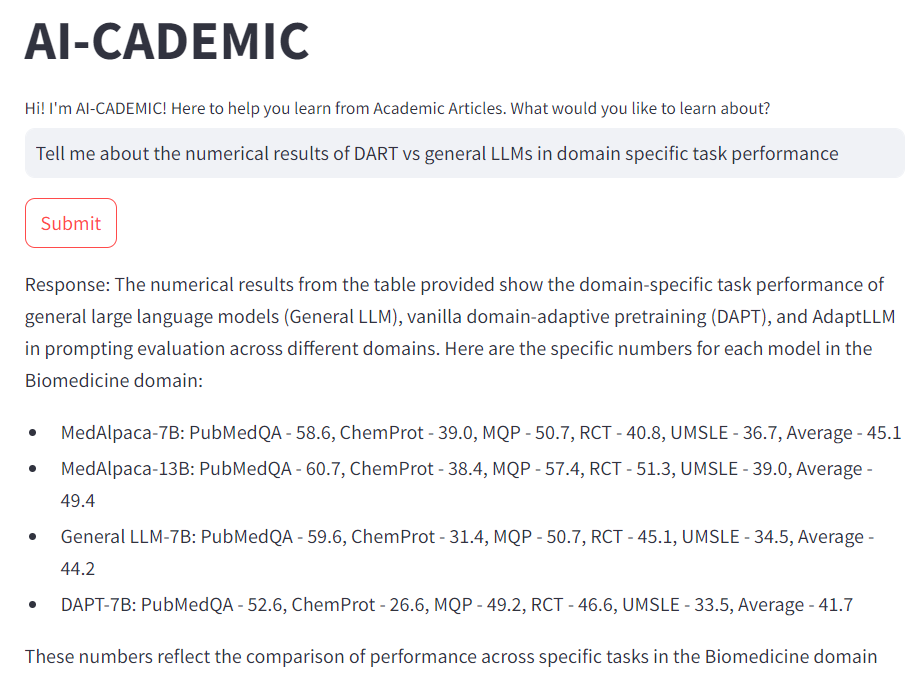 AI-CADEMIC
Hi! I'm AI-CADEMIC! Here to help you learn from Academic Articles. What would you like to learn about?
Tell me about the numerical results of DART vs general LLMs in domain specific task performance
Submit
Response: The numerical results from the table provided show the domain-specific task performance of
general large language models (General LLM), vanilla domain-adaptive pretraining (DAPT), and AdaptLLM
in prompting evaluation across different domains. Here are the specific numbers for each model in the
Biomedicine domain:
• MedAlpaca-7B: PubMedQA - 58.6, ChemProt - 39.0, MQP - 50.7, RCT - 40.8, UMSLE - 36.7, Average - 45.1
• MedAlpaca-13B: PubMedQA - 60.7, ChemProt - 38.4, MQP - 57.4, RCT - 51.3, UMSLE - 39.0, Average -
49.4
• General LLM-7B: PubMedQA - 59.6, ChemProt - 31.4, MQP - 50.7, RCT - 45.1, UMSLE - 34.5, Average -
44.2
• DAPT-7B: PubMedQA - 52.6, ChemProt - 26.6, MQP - 49.2, RCT - 46.6, UMSLE - 33.5, Average - 41.7
These numbers reflect the comparison of performance across specific tasks in the Biomedicine domain